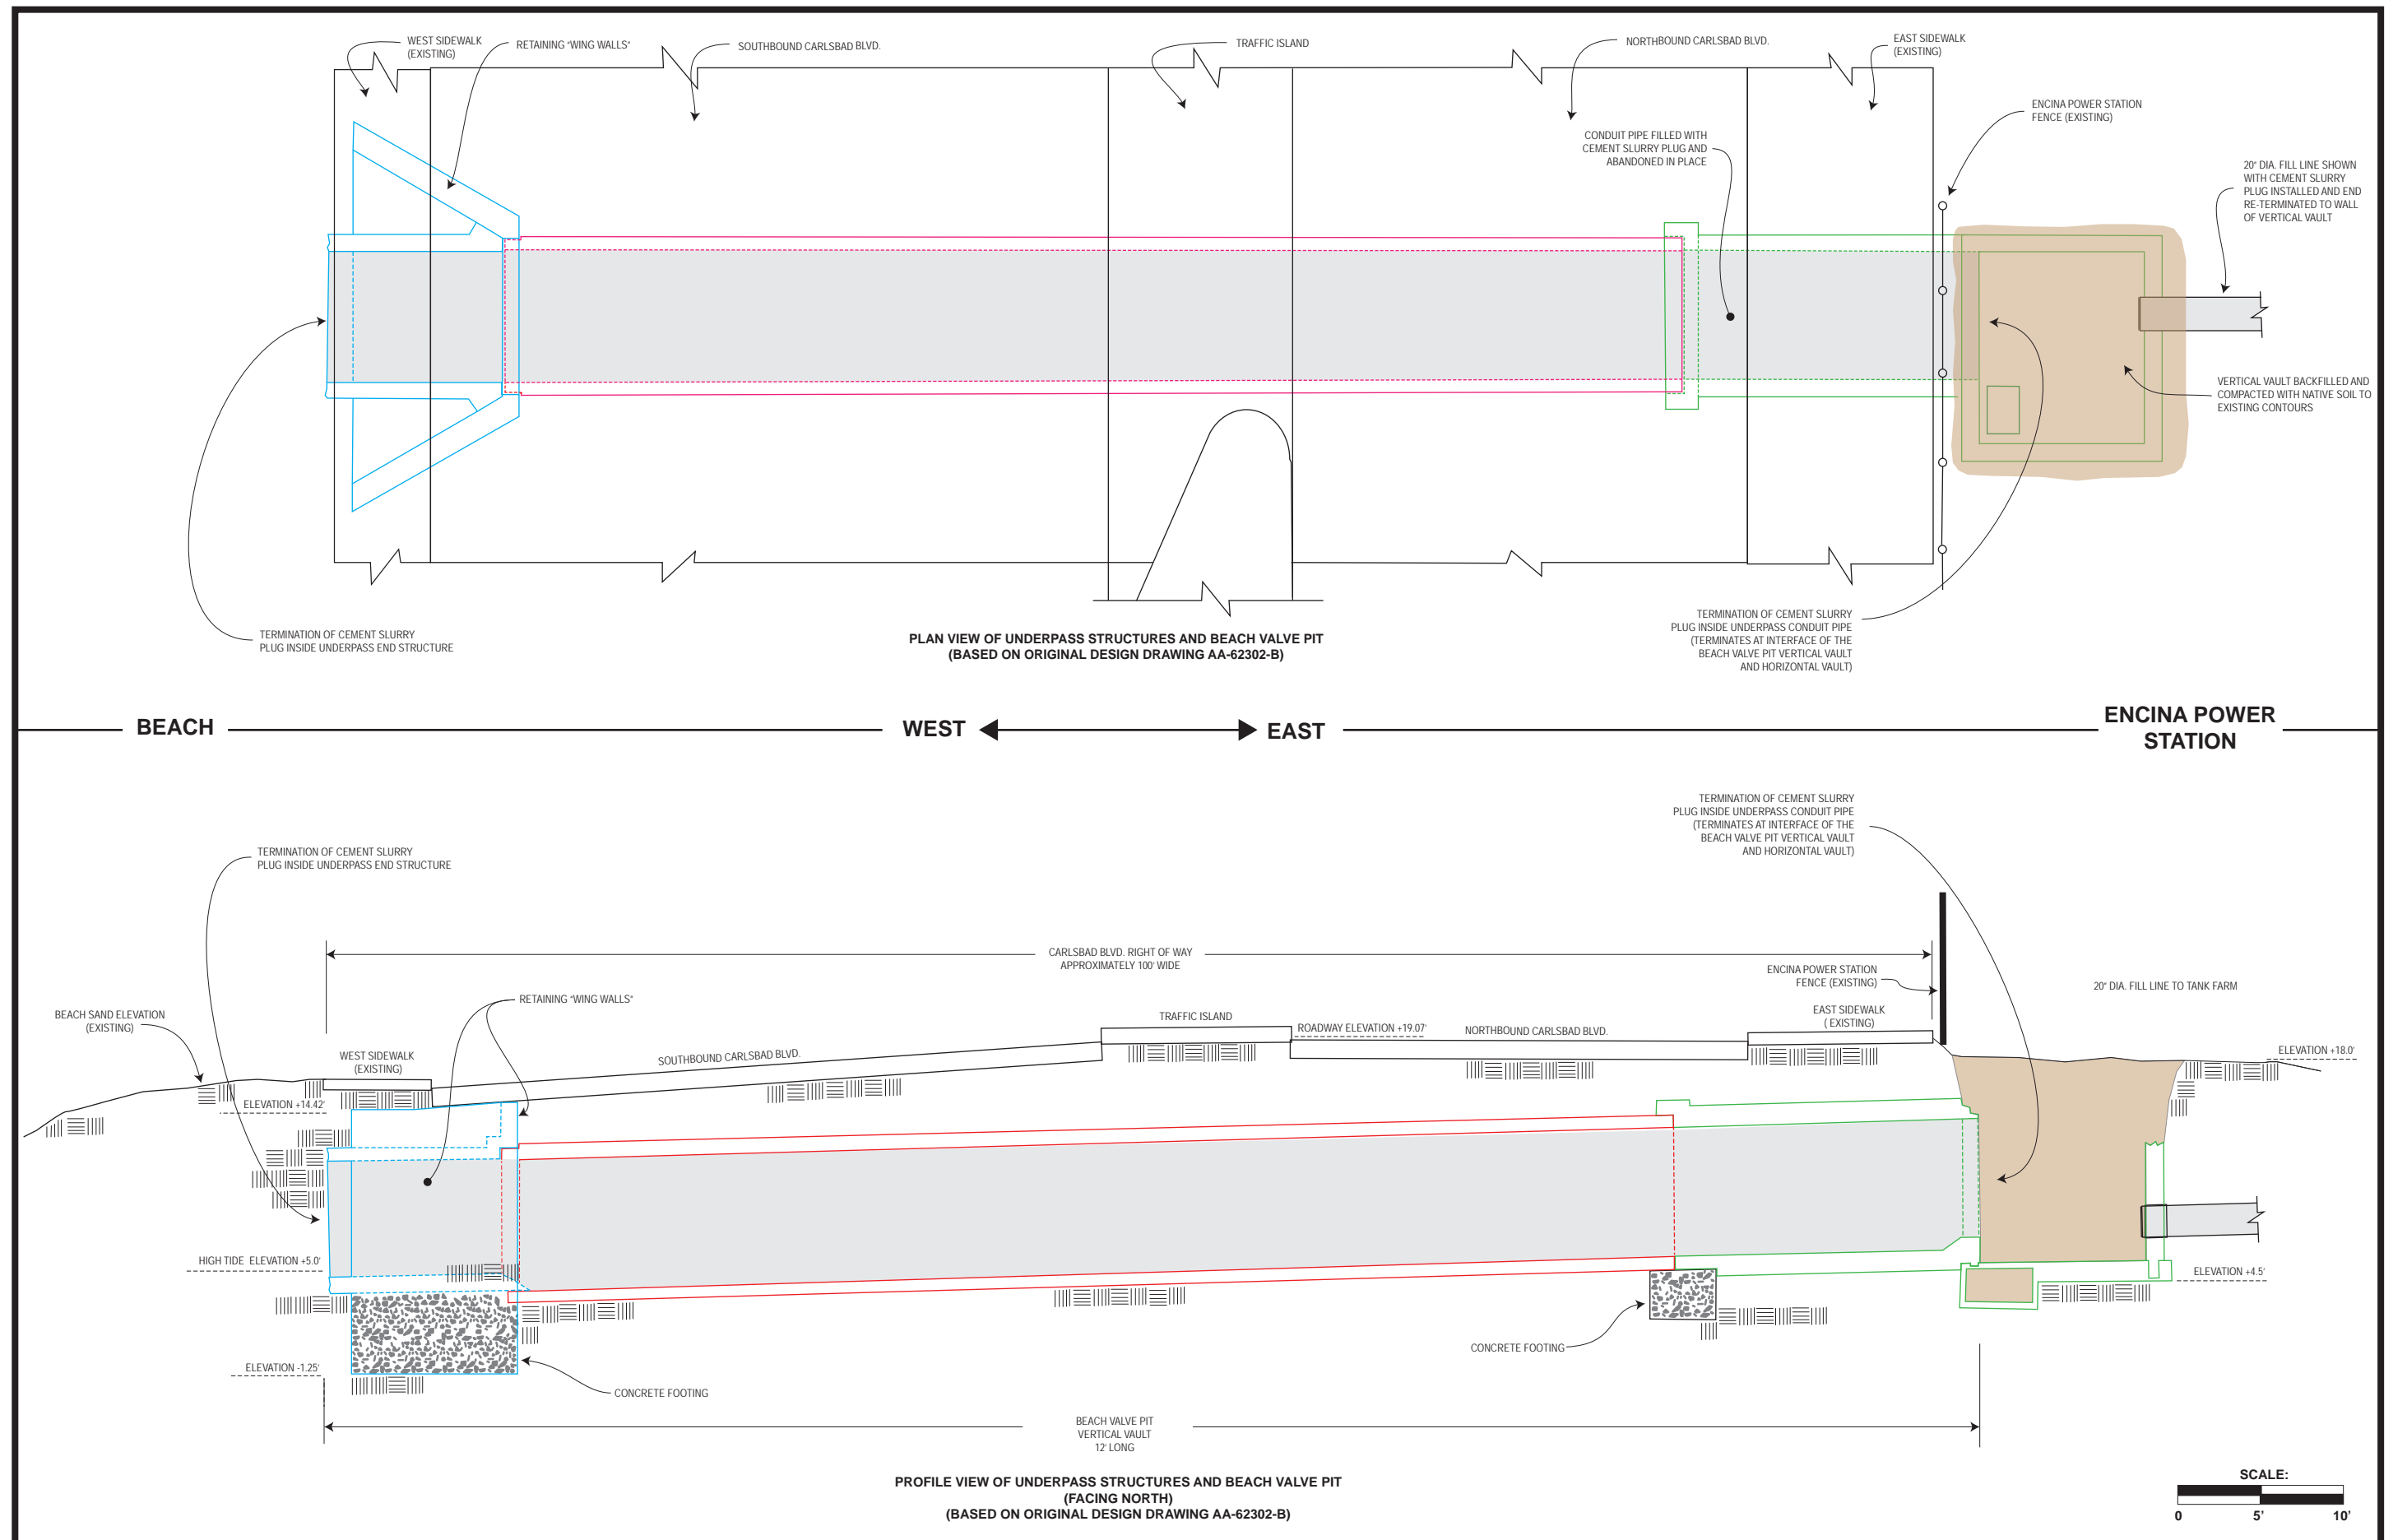 WEST SIDEWALK
(EXISTING)
RETAINING "WING WALLS"
SOUTHBOUND CARLSBAD BLVD.
TRAFFIC ISLAND
NORTHBOUND CARLSBAD BLVD.
EAST SIDEWALK
(EXISTING)
ENCINA POWER STATION
FENCE (EXISTING)
CONDUIT PIPE FILLED WITH
CEMENT SLURRY PLUG AND
ABANDONED IN PLACE
20" DIA. FILL LINE SHOWN
WITH CEMENT SLURRY
PLUG INSTALLED AND END
RE-TERMINATED TO WALL
OF VERTICAL VAULT
VERTICAL VAULT BACKFILLED AND
COMPACTED WITH NATIVE SOIL TO
EXISTING CONTOURS
TERMINATION OF CEMENT SLURRY
PLUG INSIDE UNDERPASS END STRUCTURE
PLAN VIEW OF UNDERPASS STRUCTURES AND BEACH VALVE PIT
(BASED ON ORIGINAL DESIGN DRAWING AA-62302-B)
TERMINATION OF CEMENT SLURRY
PLUG INSIDE UNDERPASS CONDUIT PIPE
(TERMINATES AT INTERFACE OF THE
BEACH VALVE PIT VERTICAL VAULT
AND HORIZONTAL VAULT)
BEACH
WEST
EAST
ENCINA POWER
STATION
TERMINATION OF CEMENT SLURRY
PLUG INSIDE UNDERPASS CONDUIT PIPE
(TERMINATES AT INTERFACE OF THE
BEACH VALVE PIT VERTICAL VAULT
AND HORIZONTAL VAULT)
TERMINATION OF CEMENT SLURRY
PLUG INSIDE UNDERPASS END STRUCTURE
CARLSBAD BLVD. RIGHT OF WAY
APPROXIMATELY 100' WIDE
ENCINA POWER STATION
FENCE (EXISTING)
20" DIA. FILL LINE TO TANK FARM
RETAINING "WING WALLS"
BEACH SAND ELEVATION
(EXISTING)
TRAFFIC ISLAND
ROADWAY ELEVATION +19.07'
NORTHBOUND CARLSBAD BLVD.
EAST SIDEWALK
( EXISTING)
WEST SIDEWALK
(EXISTING)
SOUTHBOUND CARLSBAD BLVD.
ELEVATION +18.0'
ELEVATION +14.42'
HIGH TIDE ELEVATION +5.0'
ELEVATION +4.5'
CONCRETE FOOTING
ELEVATION -1.25'
CONCRETE FOOTING
BEACH VALVE PIT
VERTICAL VAULT
12' LONG
PROFILE VIEW OF UNDERPASS STRUCTURES AND BEACH VALVE PIT
(FACING NORTH)
(BASED ON ORIGINAL DESIGN DRAWING AA-62302-B)
SCALE:
0 5' 10'